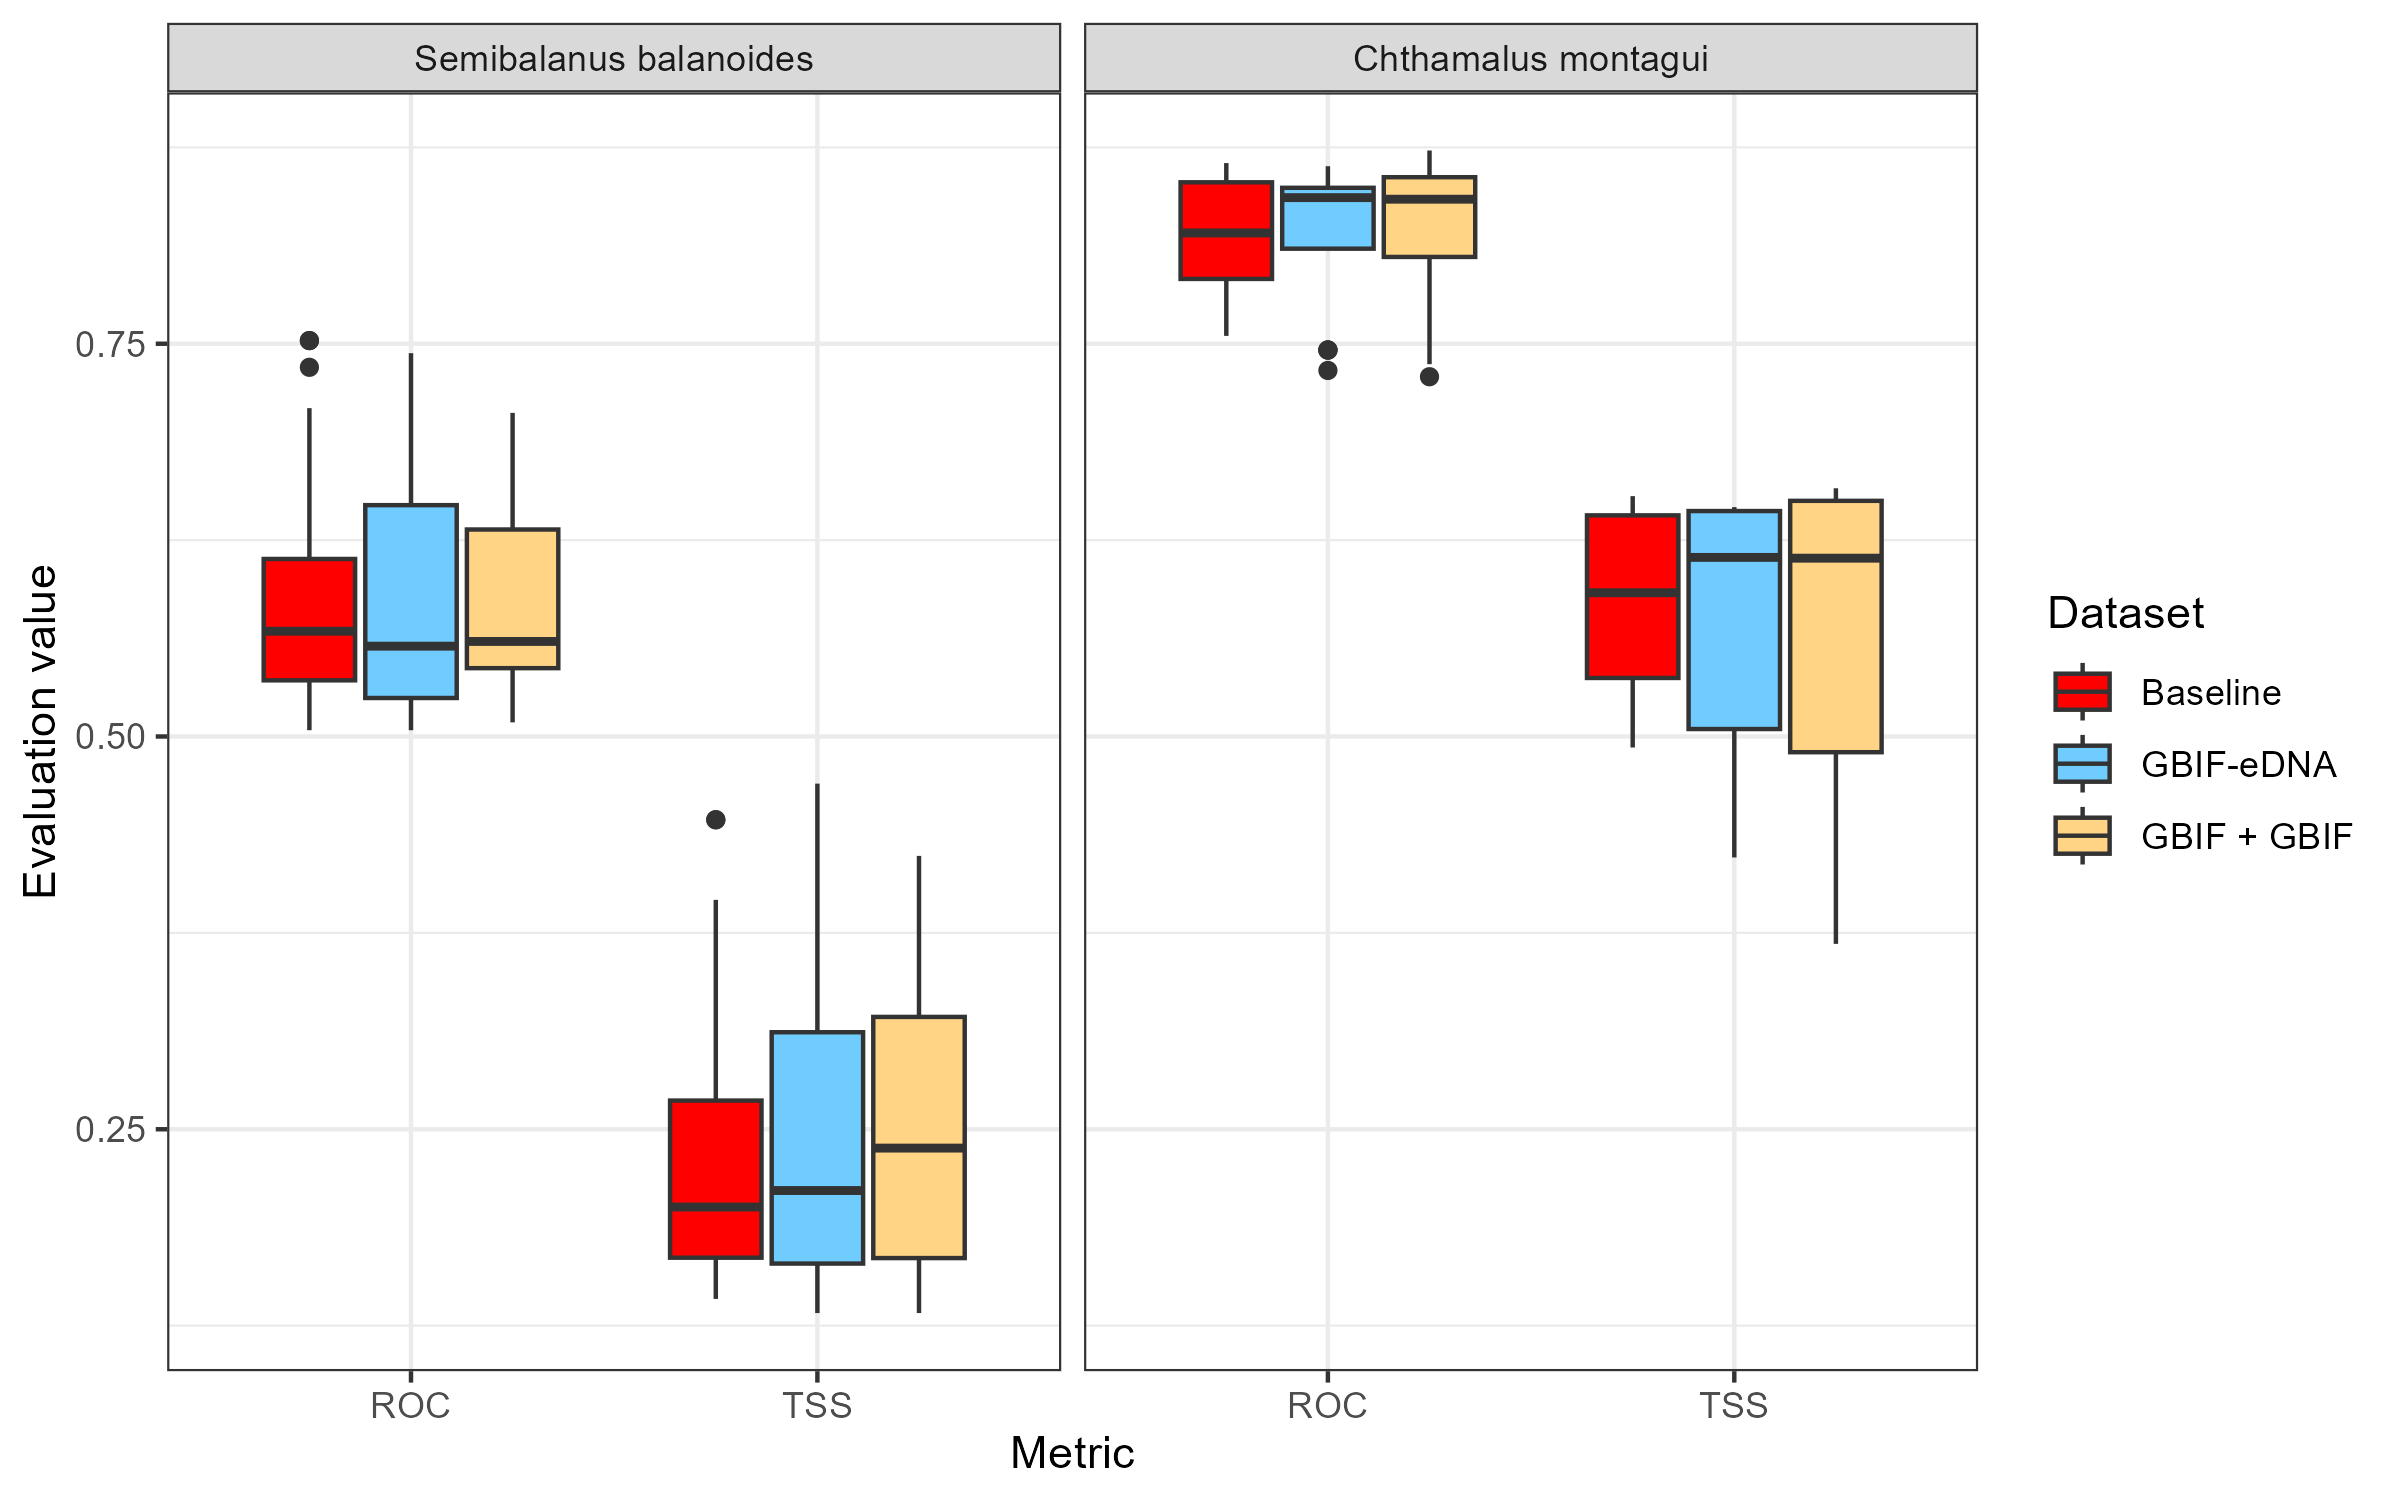 Semibalanus balanoides
Chthamalus montagui
Evaluation value
0.75
0.50
0.25
ROC
TSS
ROC
TSS
Metric
Dataset
Baseline
GBIF-eDNA
GBIF + GBIF